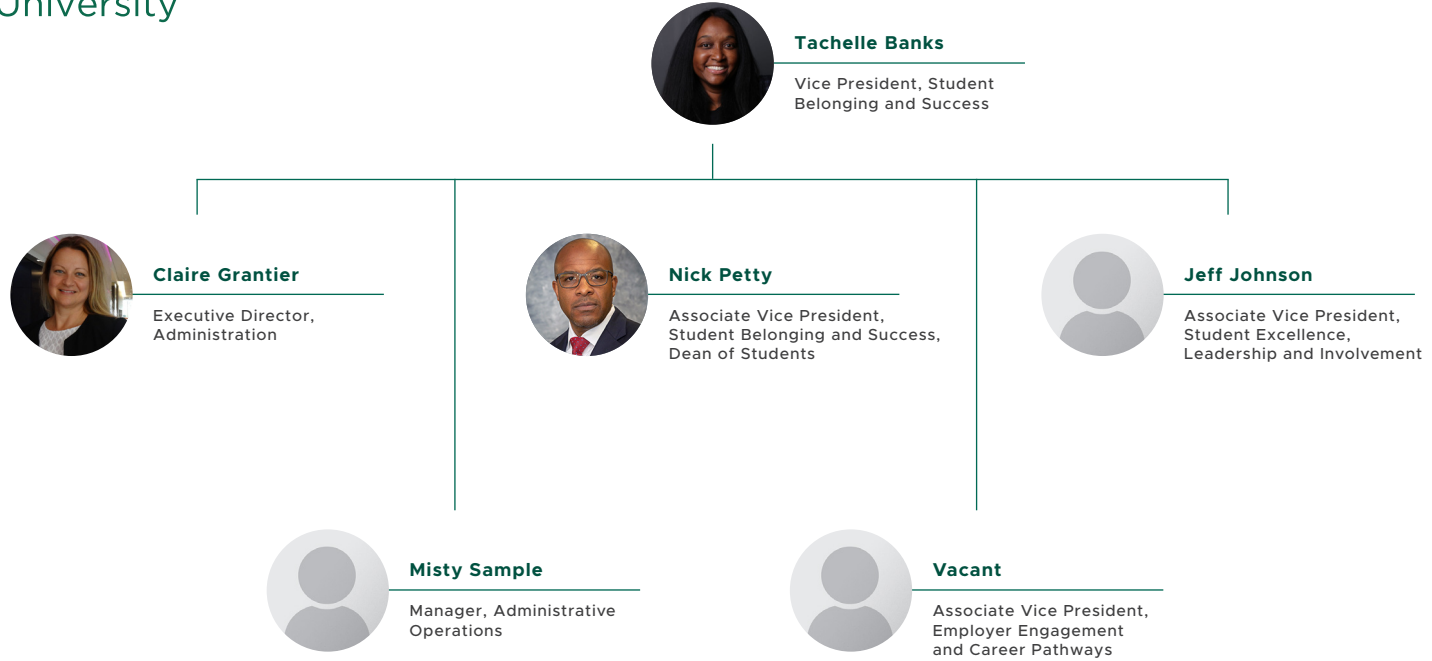 University
Tachelle Banks
Vice President, Student
Belonging and Success
Claire Grantier
Executive Director,
Administration
Nick Petty
Associate Vice President,
Student Belonging and Success,
Dean of Students
Jeff Johnson
Associate Vice President,
Student Excellence,
Leadership and Involvement
Misty Sample
Manager, Administrative
Operations
Vacant
Associate Vice President,
Employer Engagement
and Career Pathways